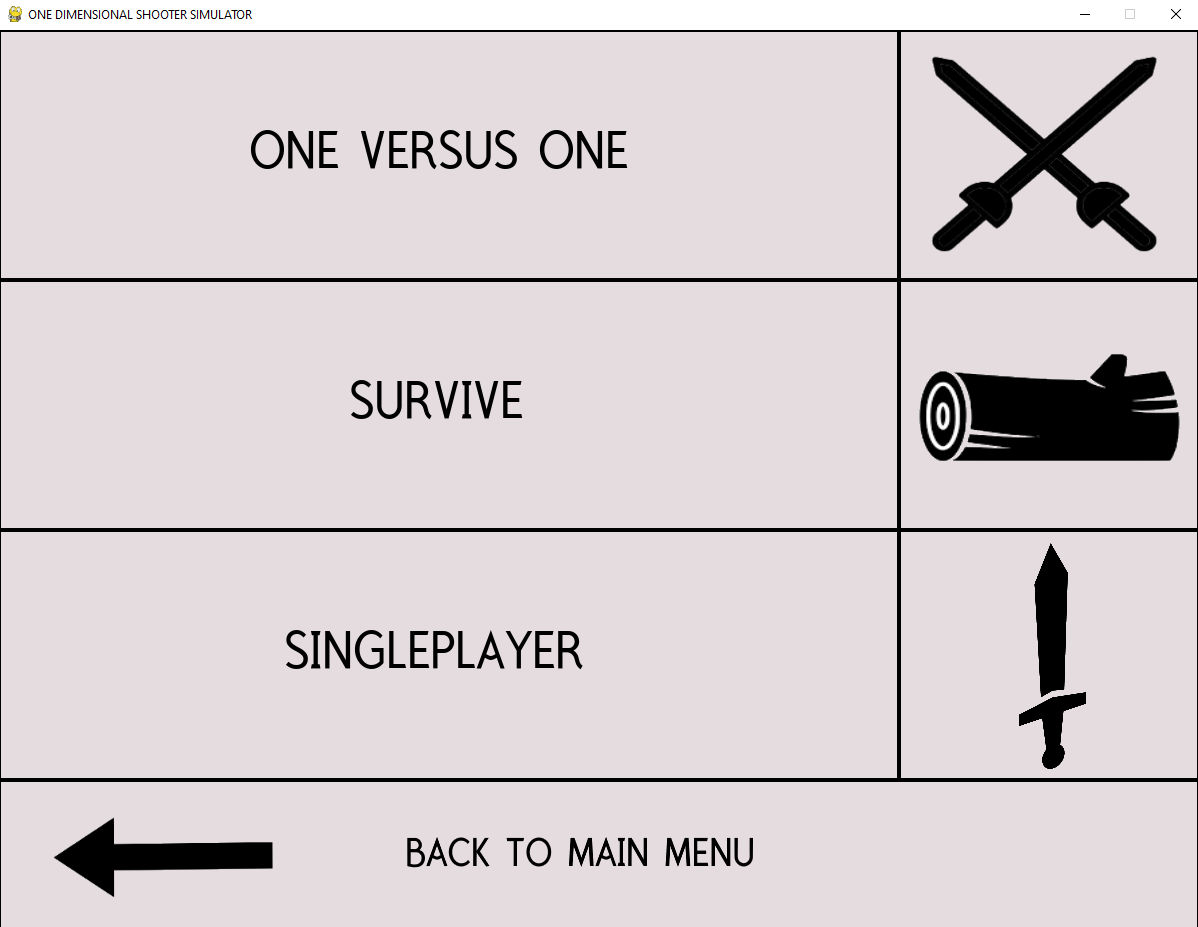 ONE DIMENSIONAL SHOOTER SIMULATOR
ONE VERSUS ONE
SURVIVE
SINGLEPLAYER
BACK TO MAIN MENU